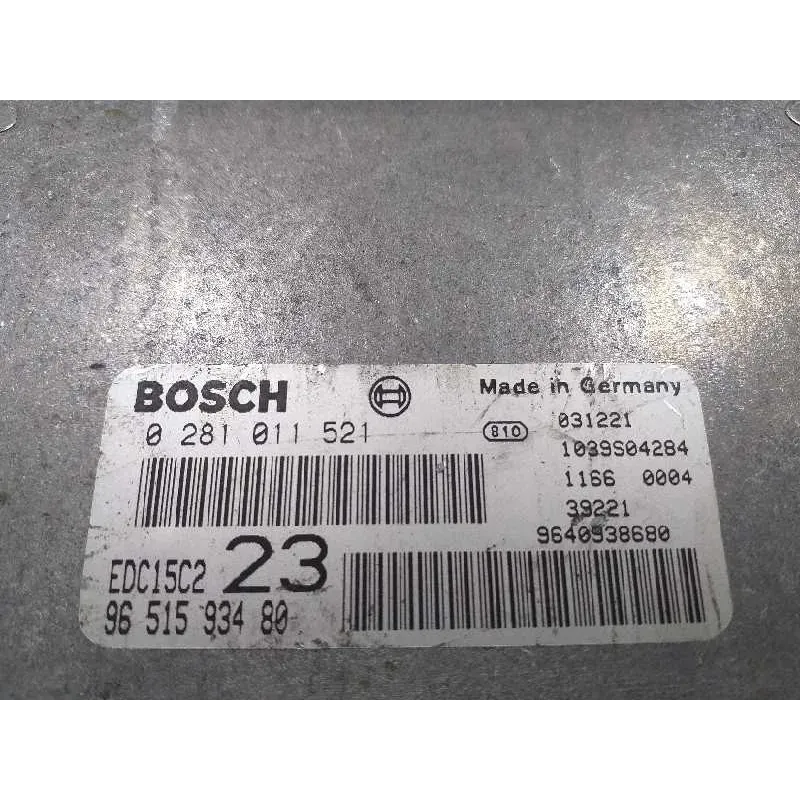 BOSCH
Made in Germany
0 281 011 521
810
031221
1039S04284
1166 0004
39221
9640938680
EDC15C2 23
96 515 934 80